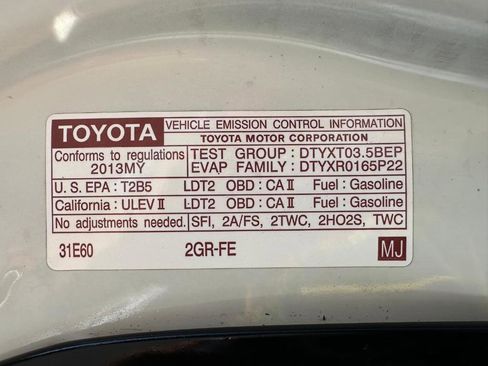 TOYOTA VEHICLE EMISSION CONTROL INFORMATION
TOYOTA MOTOR CORPORATION
Conforms to regulations TEST GROUP : DTYXT03.5BEP
2013MY EVAP FAMILY : DTYXR0165P22
U. S. EPA : T2B5 LDT2 OBD : CA II Fuel : Gasoline
California : ULEV II LDT2 OBD : CA II Fuel : Gasoline
No adjustments needed. SFI, 2A/FS, 2TWC, 2HO2S, TWC
31E60 2GR-FE MJ